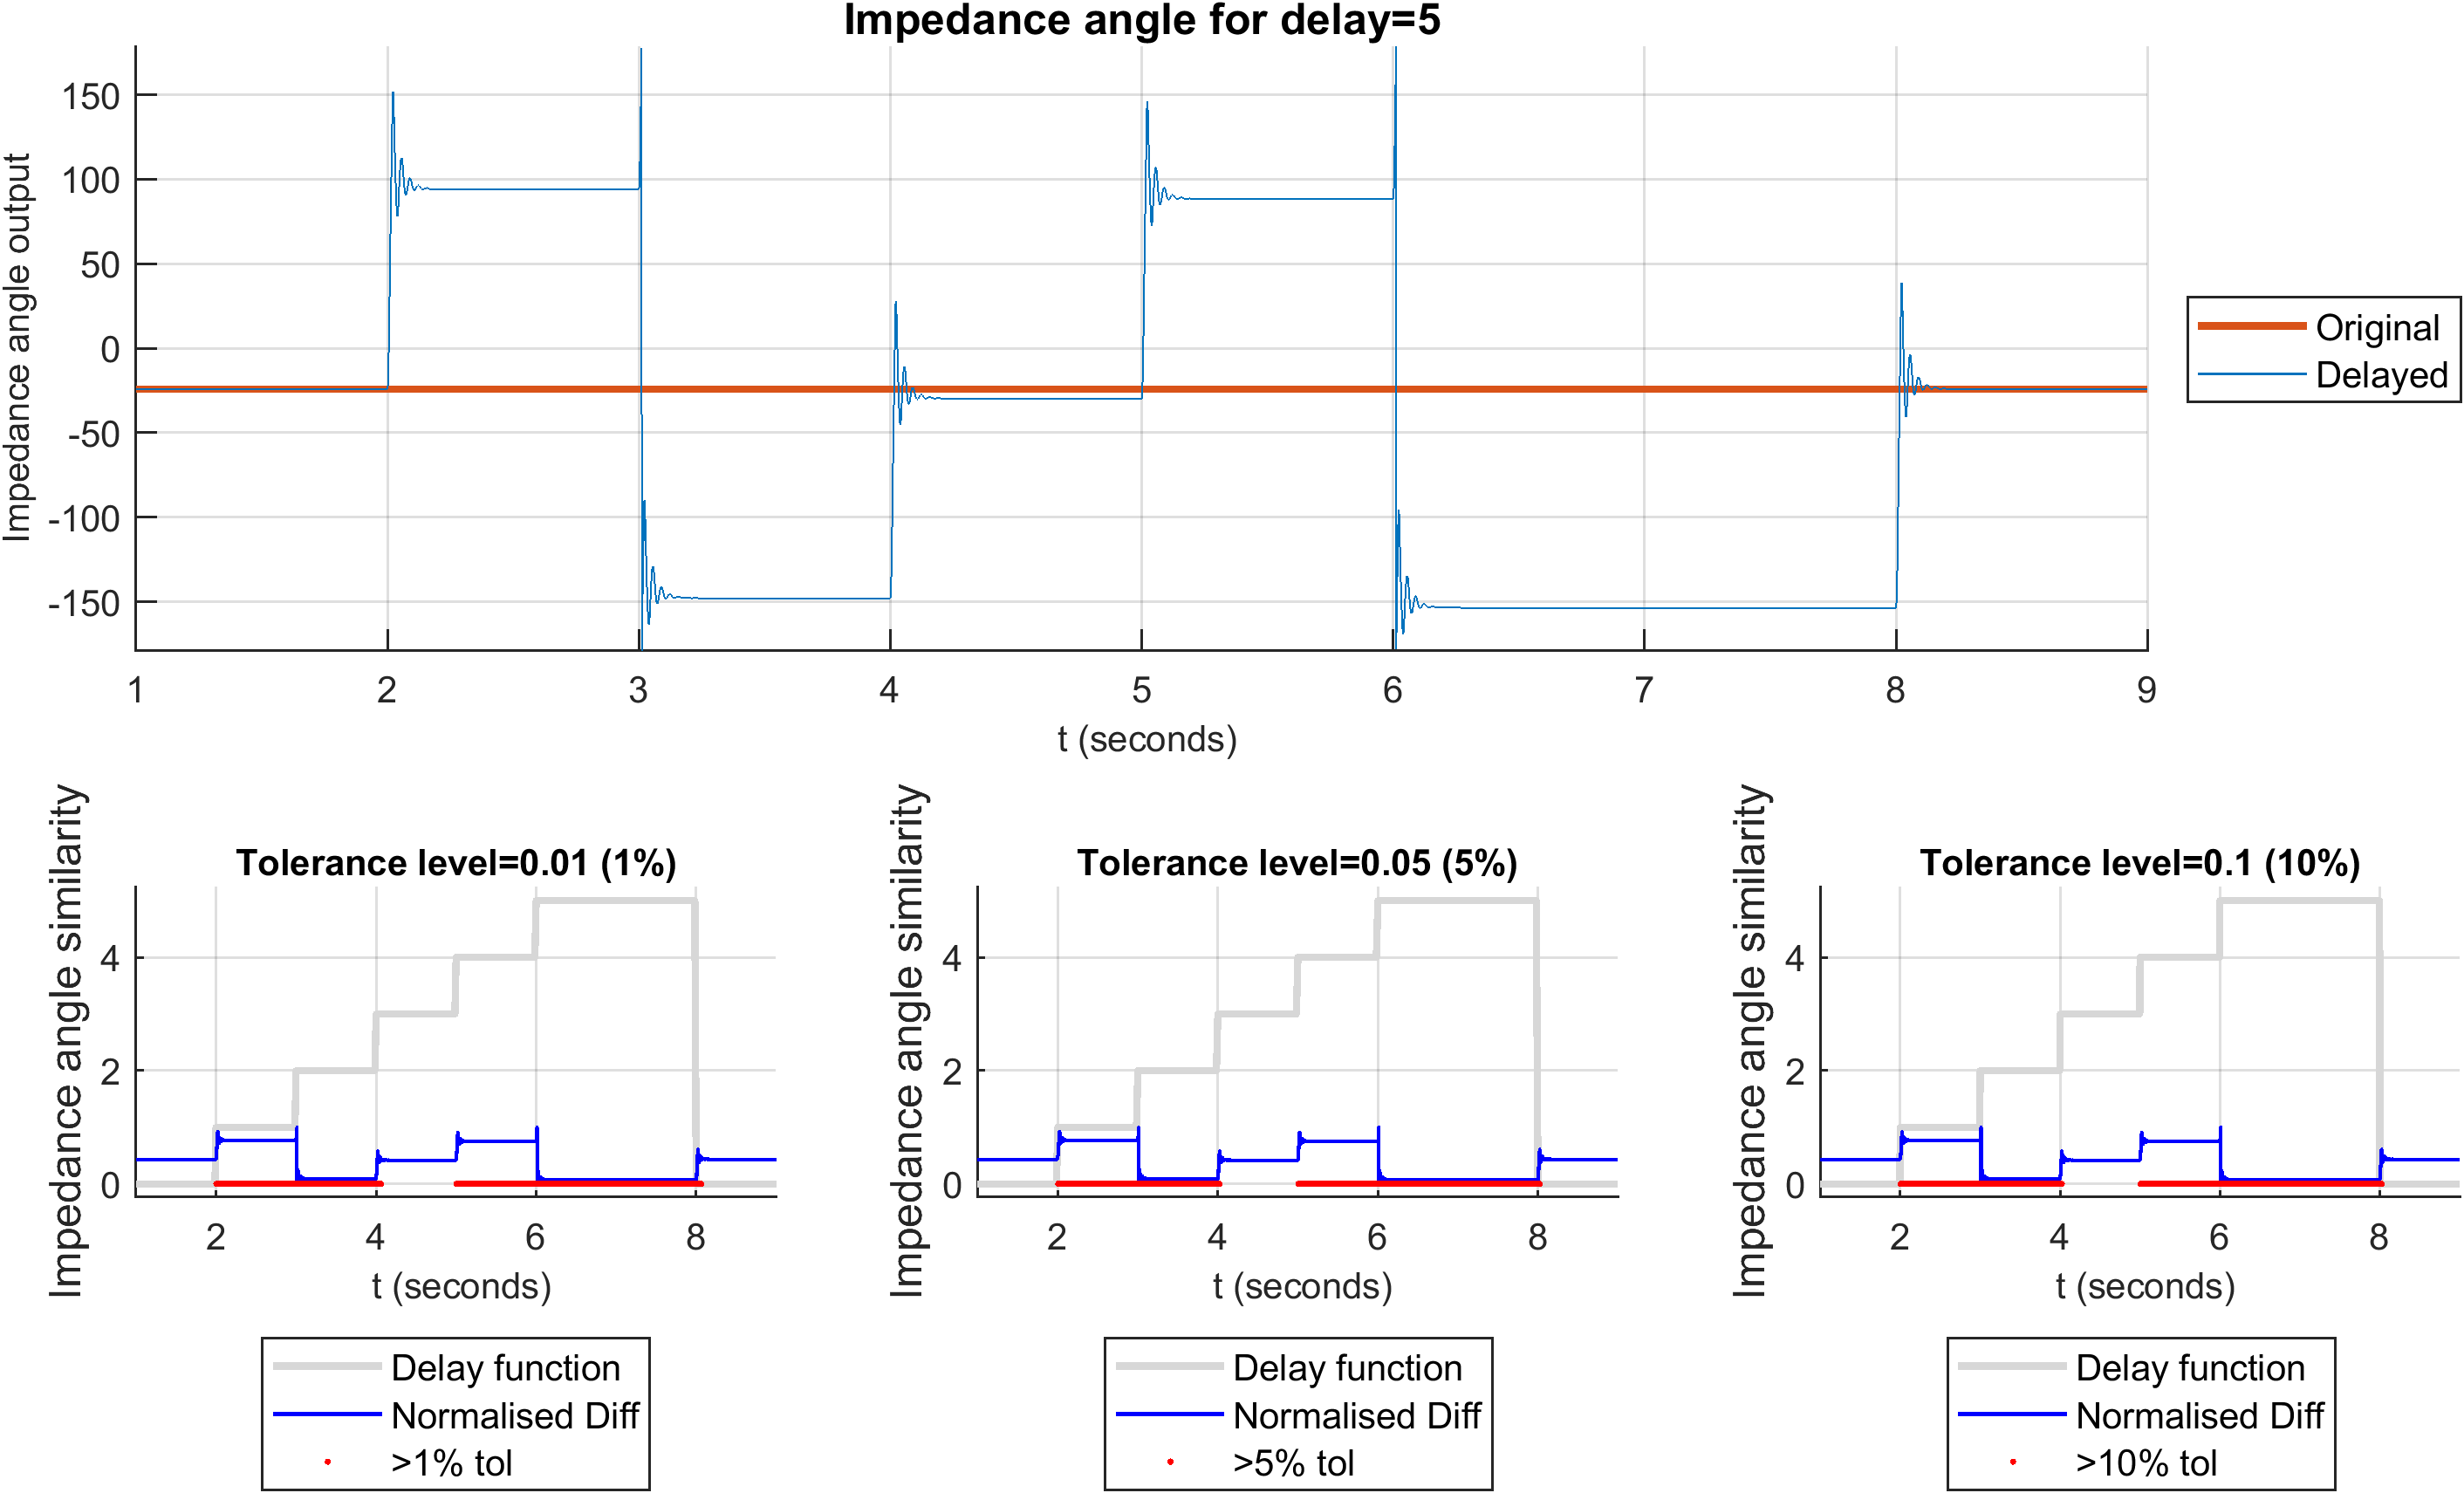 Impedance angle for delay=5
Impedance angle output
150
100
50
0
-50
-100
-150
1 2 3 4 5 6 7 8 9
t (seconds)
Original
Delayed
Tolerance level=0.01 (1%)
Impedance angle similarity
4
2
0
2 4 6 8
t (seconds)
Delay function
Normalised Diff
>1% tol
Tolerance level=0.05 (5%)
Impedance angle similarity
4
2
0
2 4 6 8
t (seconds)
Delay function
Normalised Diff
>5% tol
Tolerance level=0.1 (10%)
Impedance angle similarity
4
2
0
2 4 6 8
t (seconds)
Delay function
Normalised Diff
>10% tol